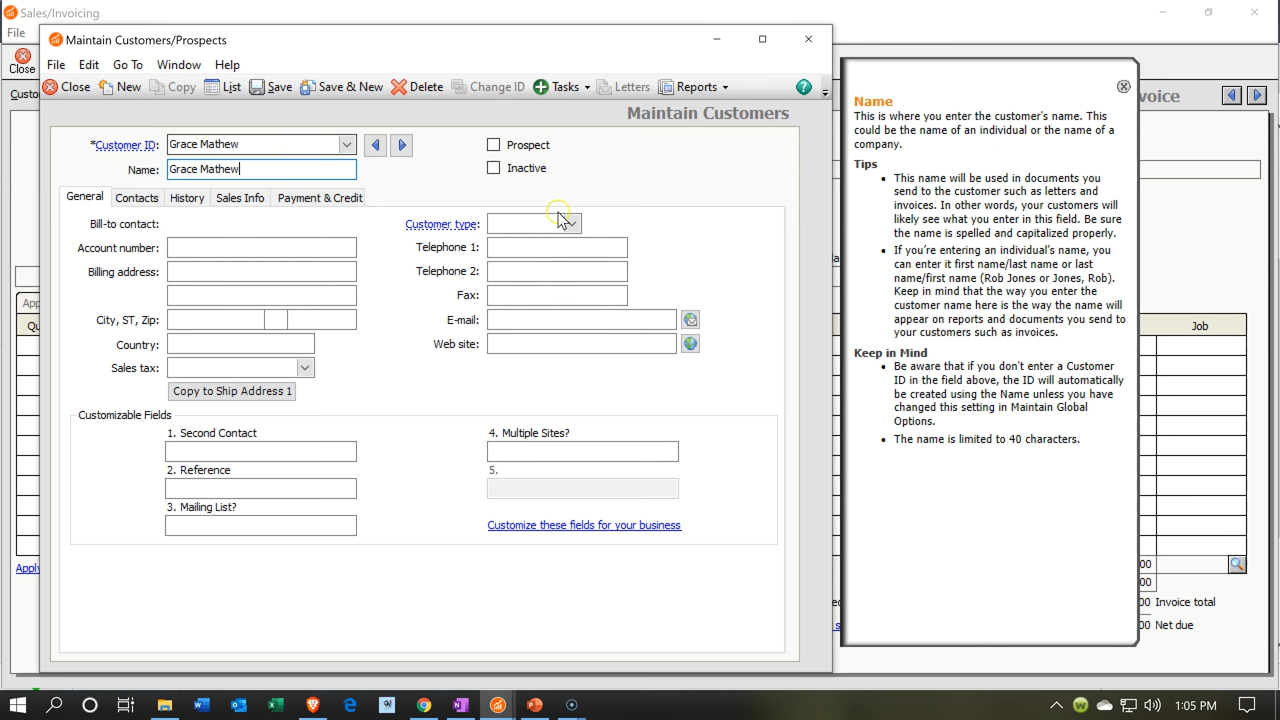 Sales/Invoicing
File
Close
Custo
Maintain Customers/Prospects
File Edit Go To Window Help
Close New Copy List Save Save & New Delete Change ID Tasks Letters Reports
Maintain Customers
*Customer ID: Grace Mathew
Prospect
Name: Grace Mathew
Inactive
General Contacts History Sales Info Payment & Credit
Bill-to contact:
Customer type:
Account number:
Telephone 1:
Billing address:
Telephone 2:
Fax:
City, ST, Zip:
E-mail:
Country:
Web site:
Sales tax:
Copy to Ship Address 1
Customizable Fields
1. Second Contact
4. Multiple Sites?
2. Reference
5.
3. Mailing List?
Customize these fields for your business
Name
This is where you enter the customer's name. This
could be the name of an individual or the name of a
company.
Tips
• This name will be used in documents you
send to the customer such as letters and
invoices. In other words, your customers will
likely see what you enter in this field. Be sure
the name is spelled and capitalized properly.
• If you're entering an individual's name, you
can enter it first name/last name or last
name/first name (Rob Jones or Jones, Rob).
Keep in mind that the way you enter the
customer name here is the way the name will
appear on reports and documents you send to
your customers such as invoices.
Keep in Mind
• Be aware that if you don't enter a Customer
ID in the field above, the ID will automatically
be created using the Name unless you have
changed this setting in Maintain Global
Options.
• The name is limited to 40 characters.
voice
App
Qu
Job
Apply
00
00
00 Invoice total
00 Net due
1:05 PM